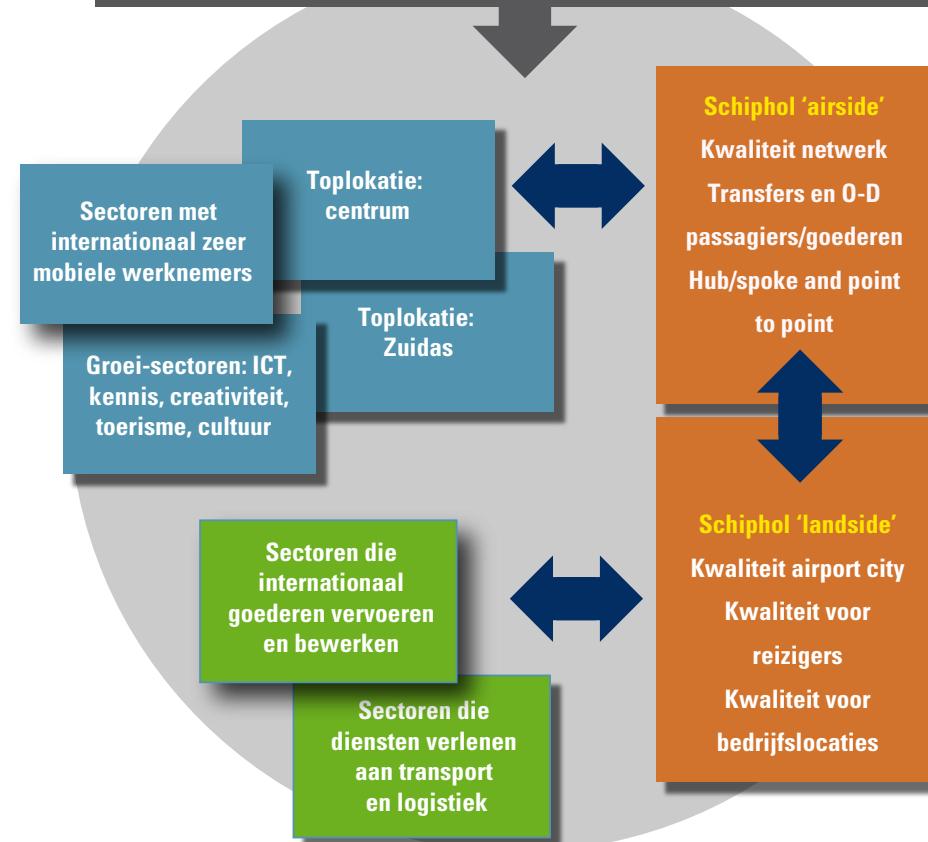 Toplokatie:
centrum
Sectoren met
internationaal zeer
mobiele werknemers
Toplokatie:
Zuidas
Groei-sectoren: ICT,
kennis, creativiteit,
toerisme, cultuur
Sectoren die
internationaal
goederen vervoeren
en bewerken
Sectoren die
diensten verlenen
aan transport
en logistiek
Schiphol ‘airside’
Kwaliteit netwerk
Transfers en O-D
passagiers/goederen
Hub/spoke and point
to point
Schiphol ‘landside’
Kwaliteit airport city
Kwaliteit voor
reizigers
Kwaliteit voor
bedrijfslocaties